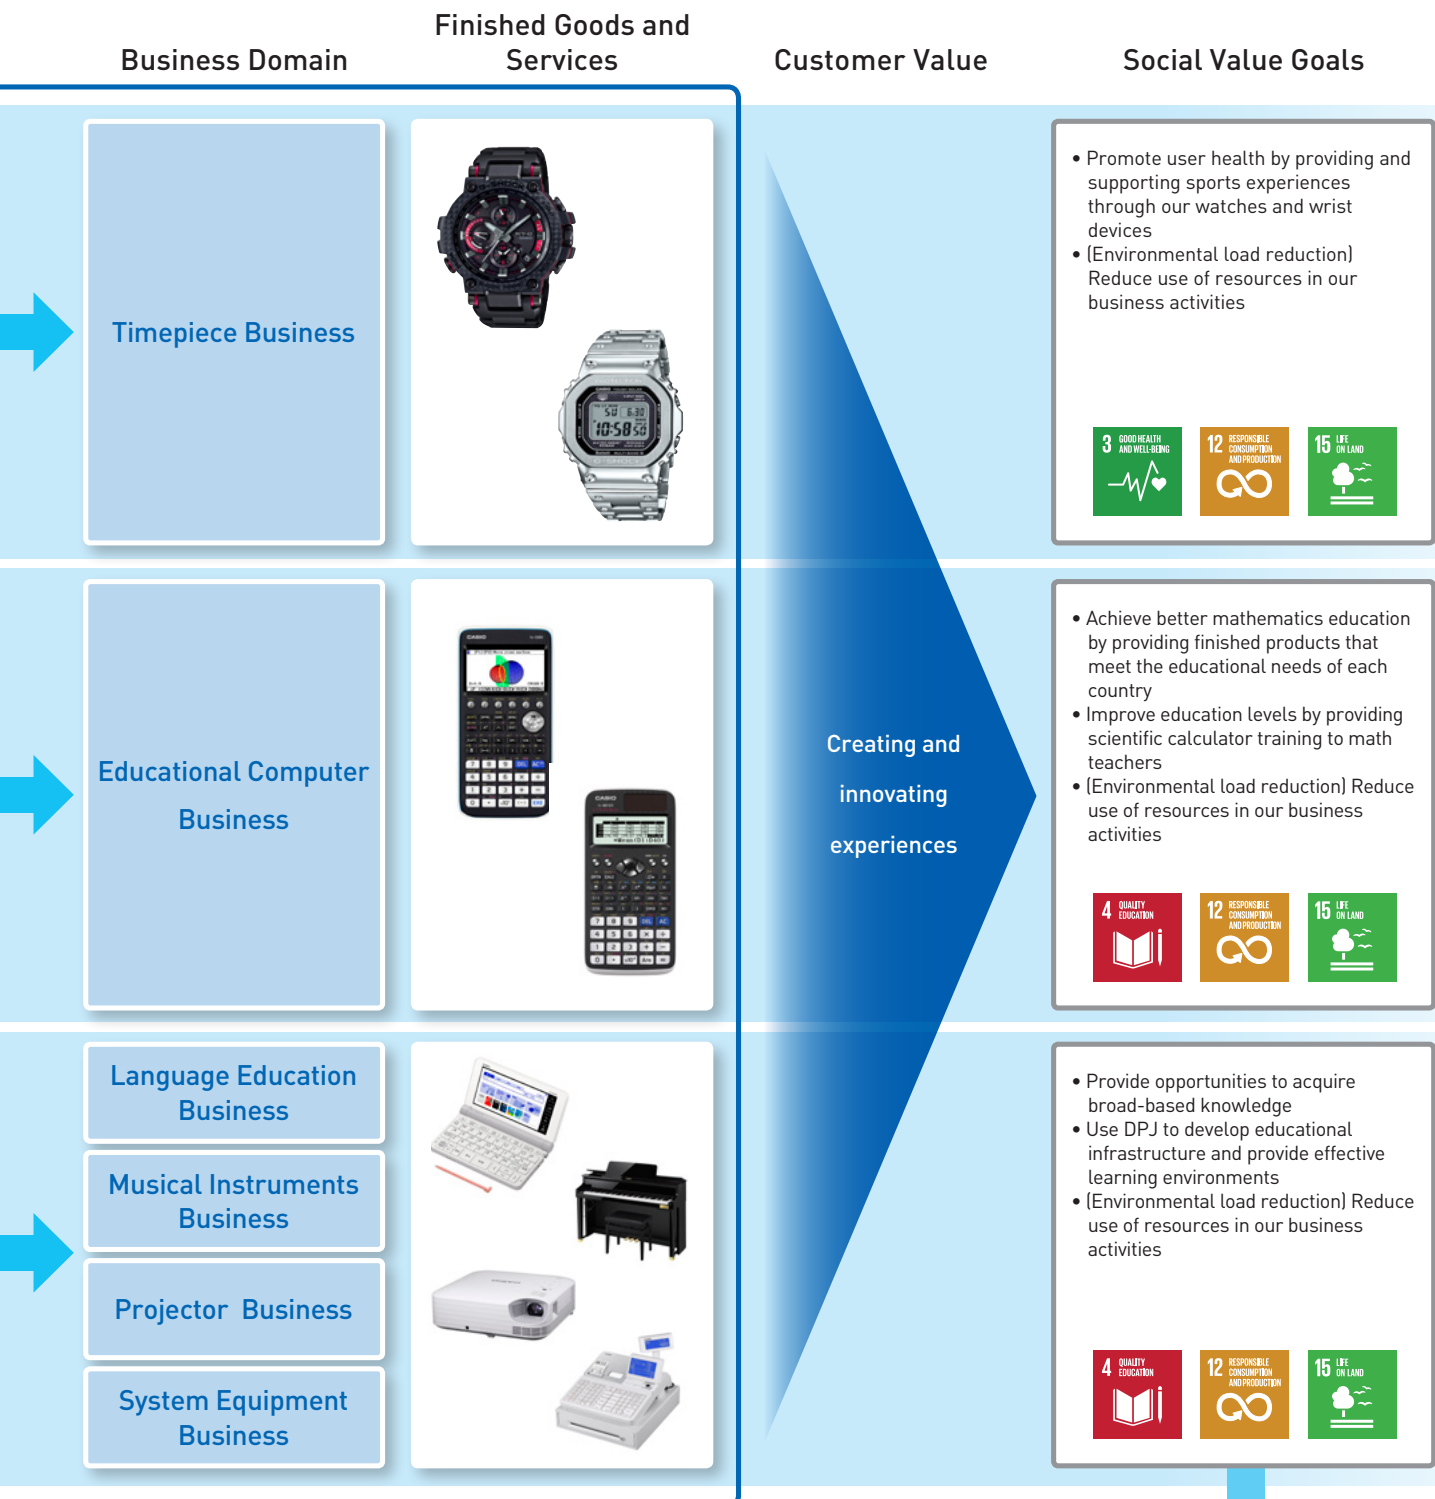 Business Domain
Finished Goods and
Services
Customer Value
Social Value Goals
Timepiece Business
10:58 50
• Promote user health by providing and
supporting sports experiences
through our watches and wrist
devices
• (Environmental load reduction)
Reduce use of resources in our
business activities
3 GOOD HEALTH
AND WELL-BEING
12 RESPONSIBLE
CONSUMPTION
AND PRODUCTION
15 LIFE
ON LAND
Educational Computer
Business
CASIO
CASIO
Creating and
innovating
experiences
• Achieve better mathematics education
by providing finished products that
meet the educational needs of each
country
• Improve education levels by providing
scientific calculator training to math
teachers
• (Environmental load reduction) Reduce
use of resources in our business
activities
4 QUALITY
EDUCATION
12 RESPONSIBLE
CONSUMPTION
AND PRODUCTION
15 LIFE
ON LAND
Language Education
Business
Musical Instruments
Business
Projector Business
System Equipment
Business
• Provide opportunities to acquire
broad-based knowledge
• Use DPJ to develop educational
infrastructure and provide effective
learning environments
• (Environmental load reduction) Reduce
use of resources in our business
activities
4 QUALITY
EDUCATION
12 RESPONSIBLE
CONSUMPTION
AND PRODUCTION
15 LIFE
ON LAND